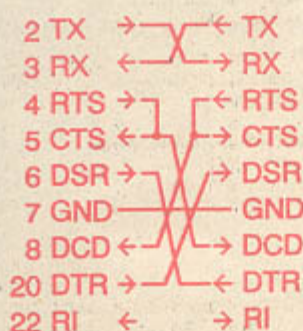 2 TX TX
3 RX RX
4 RTS RTS
5 CTS CTS
6 DSR DSR
7 GND GND
8 DCD DCD
20 DTR DTR
22 RI RI